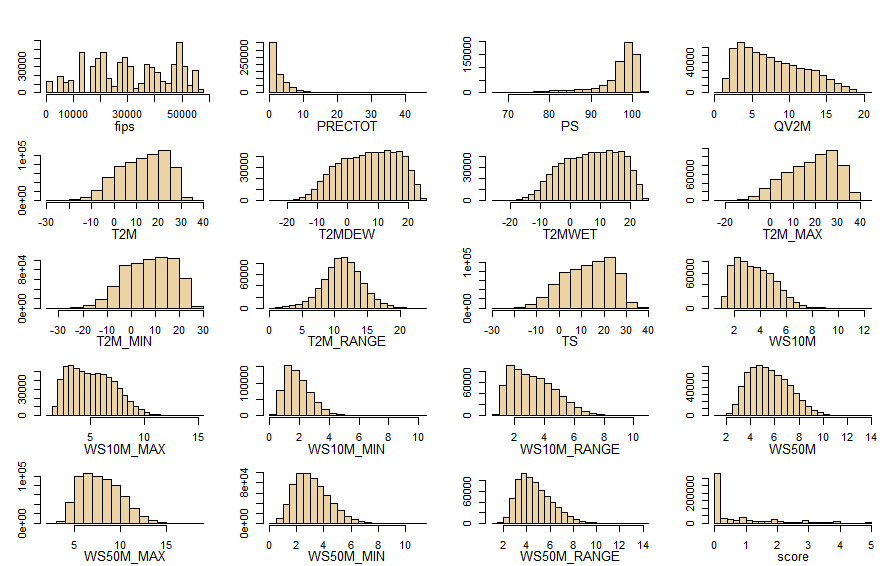 0 30000
0 10000 30000 50000
fips
0 250000
0 10 20 30 40
PRECTOT
0 150000
70 80 90 100
PS
0 40000
0 5 10 15 20
QV2M
0e+00 1e+05
-30 -10 0 10 20 30 40
T2M
0 30000
-20 -10 0 10 20
T2MDEW
0 30000
-20 -10 0 10 20
T2MWET
0 60000
-20 0 10 20 30 40
T2M_MAX
0e+00 8e+04
-30 -10 0 10 20 30
T2M_MIN
0 60000
0 5 10 15 20
T2M_RANGE
0e+00 1e+05
-30 -10 0 10 20 30 40
TS
0 60000
2 4 6 8 10 12
WS10M
0 30000
5 10 15
WS10M_MAX
0 100000
0 2 4 6 8 10
WS10M_MIN
0 60000
2 4 6 8 10
WS10M_RANGE
0 40000
2 4 6 8 10 12 14
WS50M
0e+00 1e+05
5 10 15
WS50M_MAX
0e+00 8e+04
0 2 4 6 8 10
WS50M_MIN
0 60000
2 4 6 8 10 12 14
WS50M_RANGE
0 200000
0 1 2 3 4 5
score